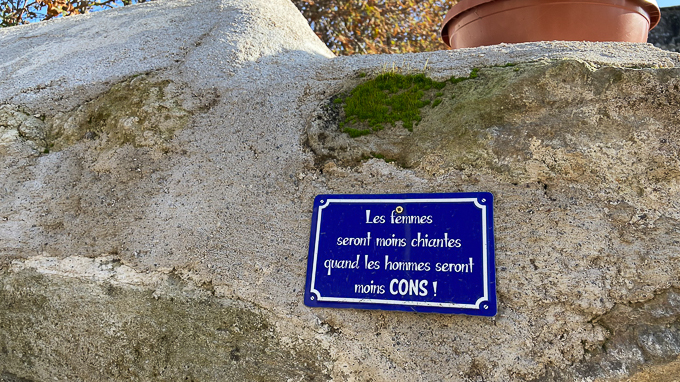 Les femmes
seront moins chiantes
quand les hommes seront
moins CONS !